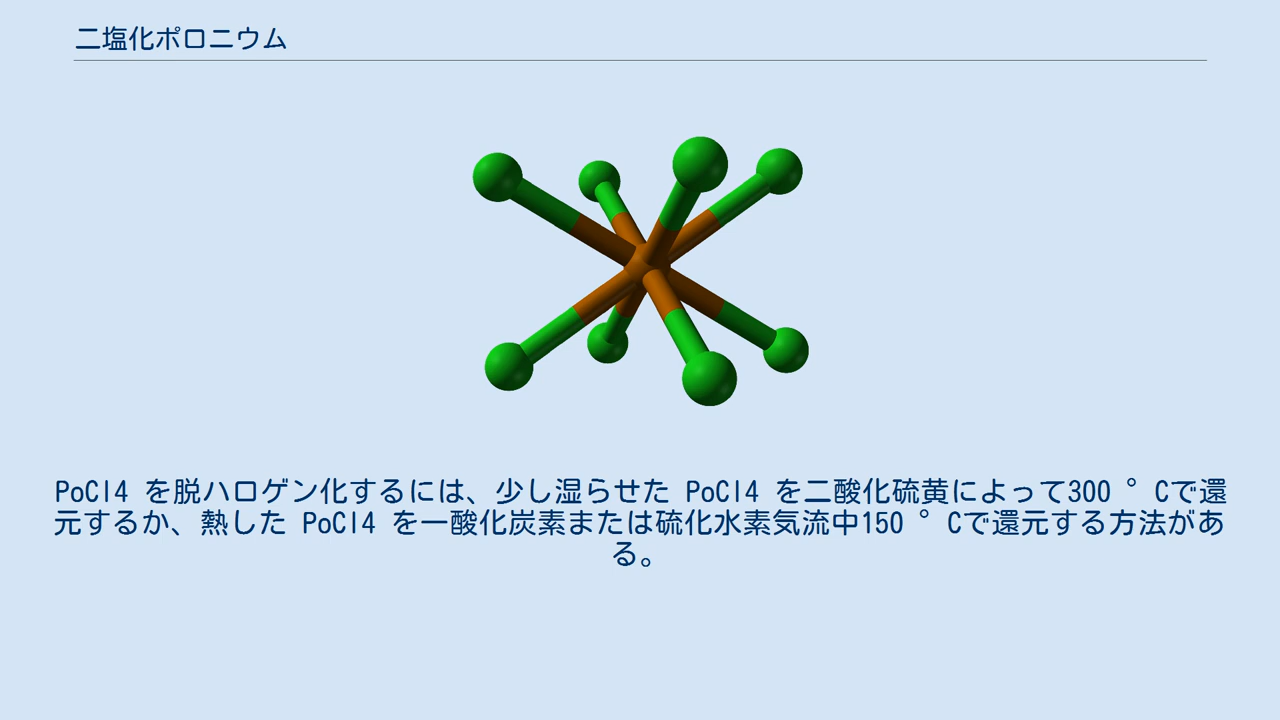 二塩化ポロニウム
PoCl4 を脱ハロゲン化するには、少し湿らせた PoCl4 を二酸化硫黄によって300 °Cで還
元するか、熱した PoCl4 を一酸化炭素または硫化水素気流中150 °Cで還元する方法があ
る。